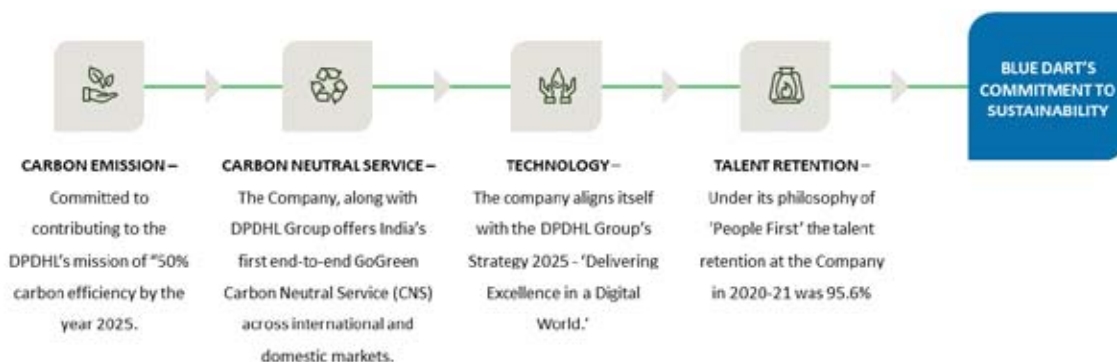 BLUE DART'S
COMMITMENT TO
SUSTAINABILITY
CARBON EMISSION –
Committed to
contributing to the
DPDHL's mission of "50%
carbon efficiency by the
year 2025.
CARBON NEUTRAL SERVICE –
The Company, along with
DPDHL Group offers India's
first end-to-end GoGreen
Carbon Neutral Service (CNS)
across international and
domestic markets.
TECHNOLOGY –
The company aligns itself
with the DPDHL Group's
Strategy 2025 - 'Delivering
Excellence in a Digital
World.'
TALENT RETENTION –
Under its philosophy of
'People First' the talent
retention at the Company
in 2020-21 was 95.6%